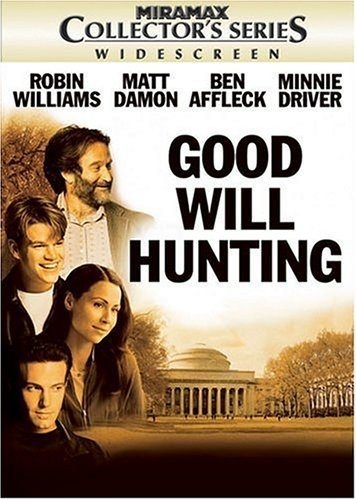 MIRAMAX
COLLECTOR'S SERIES
WIDESCREEN
ROBIN WILLIAMS
MATT DAMON
BEN AFFLECK
MINNIE DRIVER
GOOD
WILL
HUNTING